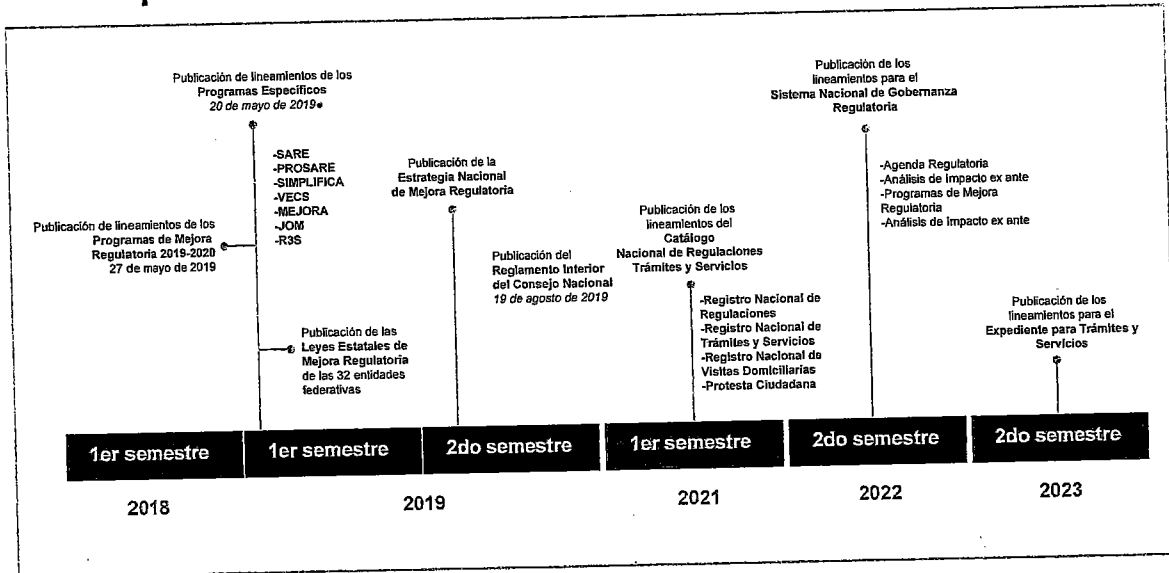 Publicación de lineamientos de los
Programas Específicos
20 de mayo de 2019
-SARE
-PROSARE
-SIMPLIFICA
-VECS
-MEJORA
-JOM
-R3S
Publicación de lineamientos de los
Programas de Mejora
Regulatoria 2019-2020
27 de mayo de 2019
Publicación de las
Leyes Estatales de
Mejora Regulatoria
de las 32 entidades
federativas
Publicación de la
Estrategia Nacional
de Mejora Regulatoria
Publicación del
Reglamento Interior
del Consejo Nacional
19 de agosto de 2019
Publicación de los
lineamientos del
Catálogo
Nacional de Regulaciones
Trámites y Servicios
-Registro Nacional de
Regulaciones
-Registro Nacional de
Trámites y Servicios
-Registro Nacional de
Visitas Domiciliarias
-Protesta Ciudadana
Publicación de los
lineamientos para el
Sistema Nacional de Gobernanza
Regulatoria
-Agenda Regulatoria
-Análisis de Impacto ex ante
-Programas de Mejora
Regulatoria
-Análisis de Impacto ex ante
Publicación de los
lineamientos para el
Expediente para Trámites y
Servicios
1er semestre
1er semestre
2do semestre
1er semestre
2do semestre
2do semestre
2018
2019
2021
2022
2023